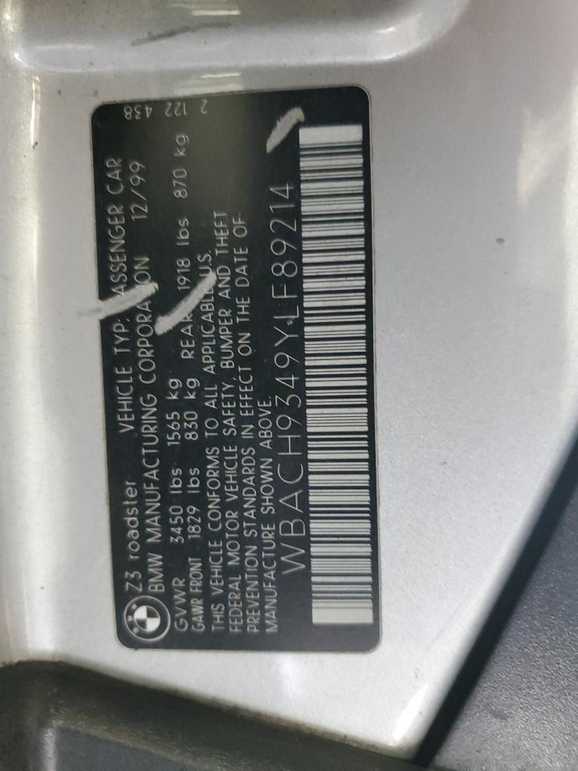 Z3 roadster VEHICLE TYPE: PASSENGER CAR
BMW MANUFACTURING CORPORATION 12/99
GVWR 3450 lbs 1565 kg
GAWR FRONT 1829 lbs 830 kg REAR 1918 lbs 870 kg
THIS VEHICLE CONFORMS TO ALL APPLICABLE U.S.
FEDERAL MOTOR VEHICLE SAFETY, BUMPER AND THEFT
PREVENTION STANDARDS IN EFFECT ON THE DATE OF
MANUFACTURE SHOWN ABOVE.
WBACH9349YLF89214
2 122 438